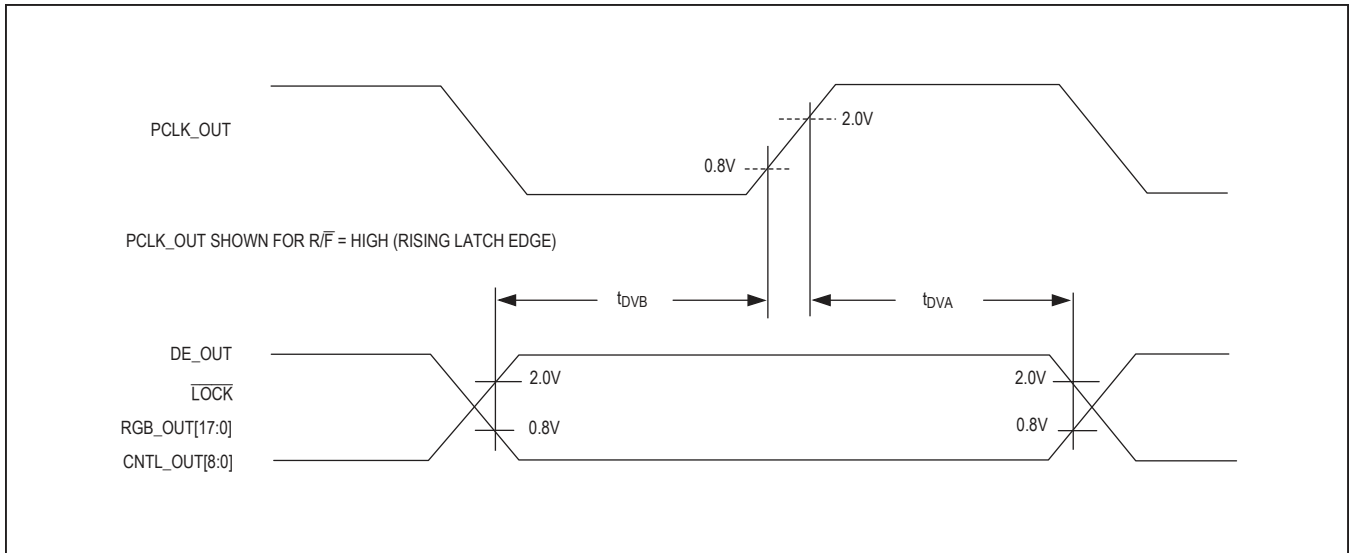 PCLK_OUT
2.0V
0.8V
PCLK_OUT SHOWN FOR R/F̅ = HIGH (RISING LATCH EDGE)
tDVB
tDVA
DE_OUT
2.0V
2.0V
L̅O̅C̅K̅
RGB_OUT[17:0]
0.8V
0.8V
CNTL_OUT[8:0]